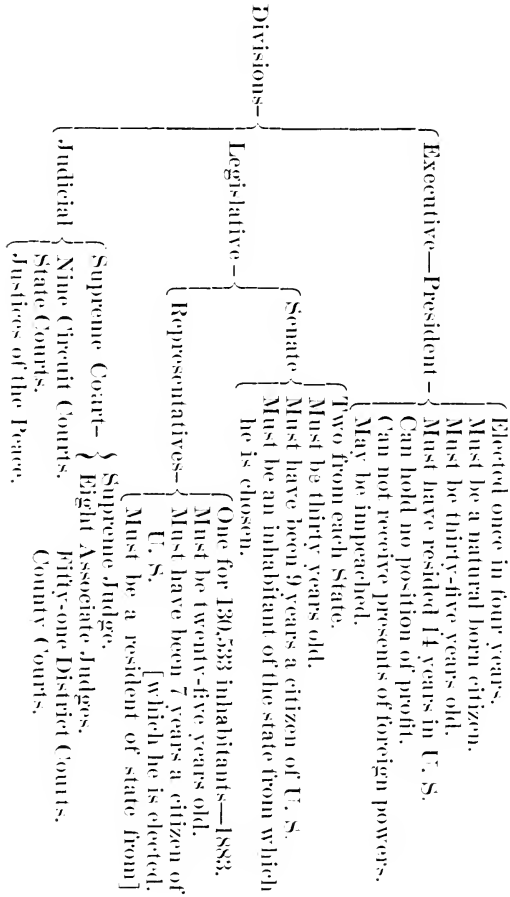 Divisions—
Executive—President—
Elected once in four years.
Must be a natural born citizen.
Must be thirty-five years old.
Must have resided 14 years in U. S.
Can hold no position of profit.
Can not receive presents of foreign powers.
May be impeached.
Legislative—
Senate
Two from each State.
Must be thirty years old.
Must have been 9 years a citizen of U. S.
Must be an inhabitant of the state from which
he is chosen.
Representatives—
One for 130,533 inhabitants—1883.
Must be twenty-five years old.
Must have been 7 years a citizen of
U. S. [which he is elected.
Must be a resident of state from]
Judicial
Supreme Court—
Supreme Judge.
Eight Associate Judges.
Nine Circuit Courts. Fifty-one District Courts.
State Courts. County Courts.
Justices of the Peace.